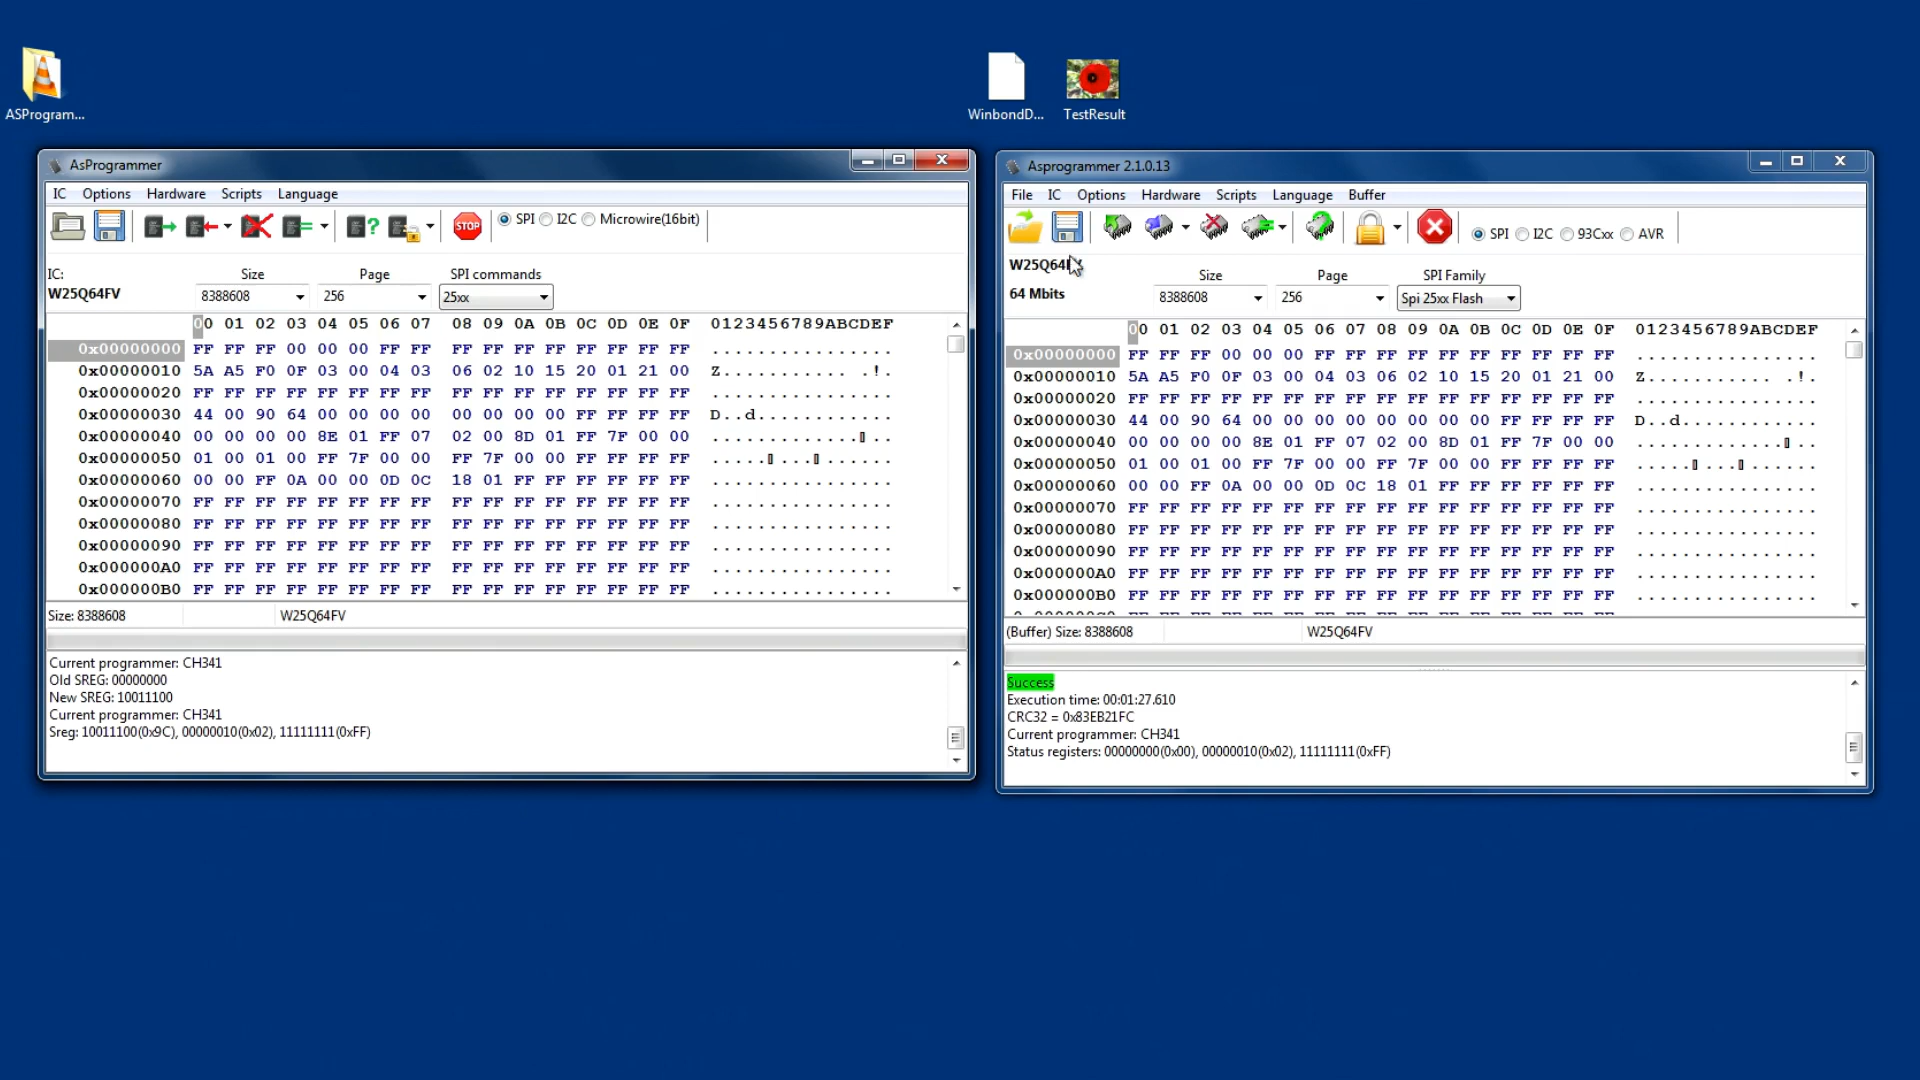 ASProgram...
WinbondD...
TestResult
AsProgrammer
IC Options Hardware Scripts Language
STOP
SPI I2C Microwire(16bit)
IC:
W25Q64FV
Size Page SPI commands
8388608 256 25xx
00 01 02 03 04 05 06 07 08 09 0A 0B 0C 0D 0E 0F 0123456789ABCDEF
0x00000000 FF FF FF 00 00 00 FF FF FF FF FF FF FF FF FF FF ................
0x00000010 5A A5 F0 0F 03 00 04 03 06 02 10 15 20 01 21 00 Z........... .!.
0x00000020 FF FF FF FF FF FF FF FF FF FF FF FF FF FF FF FF ................
0x00000030 44 00 90 64 00 00 00 00 00 00 00 00 FF FF FF FF D..d............
0x00000040 00 00 00 00 8E 01 FF 07 02 00 8D 01 FF 7F 00 00 .............▯..
0x00000050 01 00 01 00 FF 7F 00 00 FF 7F 00 00 FF FF FF FF .....▯...▯......
0x00000060 00 00 FF 0A 00 00 0D 0C 18 01 FF FF FF FF FF FF ................
0x00000070 FF FF FF FF FF FF FF FF FF FF FF FF FF FF FF FF ................
0x00000080 FF FF FF FF FF FF FF FF FF FF FF FF FF FF FF FF ................
0x00000090 FF FF FF FF FF FF FF FF FF FF FF FF FF FF FF FF ................
0x000000A0 FF FF FF FF FF FF FF FF FF FF FF FF FF FF FF FF ................
0x000000B0 FF FF FF FF FF FF FF FF FF FF FF FF FF FF FF FF ................
Size: 8388608 W25Q64FV
Current programmer: CH341
Old SREG: 00000000
New SREG: 10011100
Current programmer: CH341
Sreg: 10011100(0x9C), 00000010(0x02), 11111111(0xFF)
Asprogrammer 2.1.0.13
File IC Options Hardware Scripts Language Buffer
SPI I2C 93Cxx AVR
64 Mbits
Size Page SPI Family
8388608 256 Spi 25xx Flash
00 01 02 03 04 05 06 07 08 09 0A 0B 0C 0D 0E 0F 0123456789ABCDEF
0x00000000 FF FF FF 00 00 00 FF FF FF FF FF FF FF FF FF FF ................
0x00000010 5A A5 F0 0F 03 00 04 03 06 02 10 15 20 01 21 00 Z........... .!.
0x00000020 FF FF FF FF FF FF FF FF FF FF FF FF FF FF FF FF ................
0x00000030 44 00 90 64 00 00 00 00 00 00 00 00 FF FF FF FF D..d............
0x00000040 00 00 00 00 8E 01 FF 07 02 00 8D 01 FF 7F 00 00 .............▯..
0x00000050 01 00 01 00 FF 7F 00 00 FF 7F 00 00 FF FF FF FF .....▯...▯......
0x00000060 00 00 FF 0A 00 00 0D 0C 18 01 FF FF FF FF FF FF ................
0x00000070 FF FF FF FF FF FF FF FF FF FF FF FF FF FF FF FF ................
0x00000080 FF FF FF FF FF FF FF FF FF FF FF FF FF FF FF FF ................
0x00000090 FF FF FF FF FF FF FF FF FF FF FF FF FF FF FF FF ................
0x000000A0 FF FF FF FF FF FF FF FF FF FF FF FF FF FF FF FF ................
0x000000B0 FF FF FF FF FF FF FF FF FF FF FF FF FF FF FF FF ................
(Buffer) Size: 8388608 W25Q64FV
Success
Execution time: 00:01:27.610
CRC32 = 0x83EB21FC
Current programmer: CH341
Status registers: 00000000(0x00), 00000010(0x02), 11111111(0xFF)